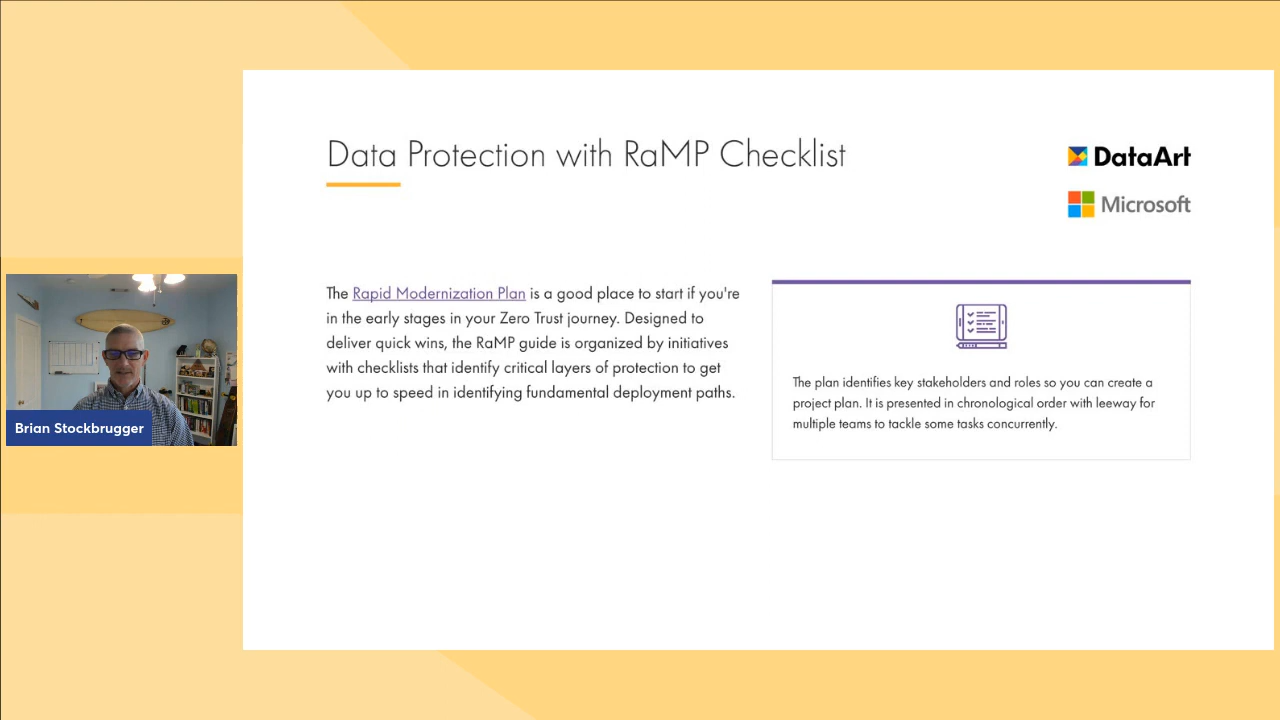 Data Protection with RaMP Checklist
DataArt
Microsoft
The Rapid Modernization Plan is a good place to start if you're
in the early stages in your Zero Trust journey. Designed to
deliver quick wins, the RaMP guide is organized by initiatives
with checklists that identify critical layers of protection to get
you up to speed in identifying fundamental deployment paths.
The plan identifies key stakeholders and roles so you can create a
project plan. It is presented in chronological order with leeway for
multiple teams to tackle some tasks concurrently.
Brian Stockbrugger